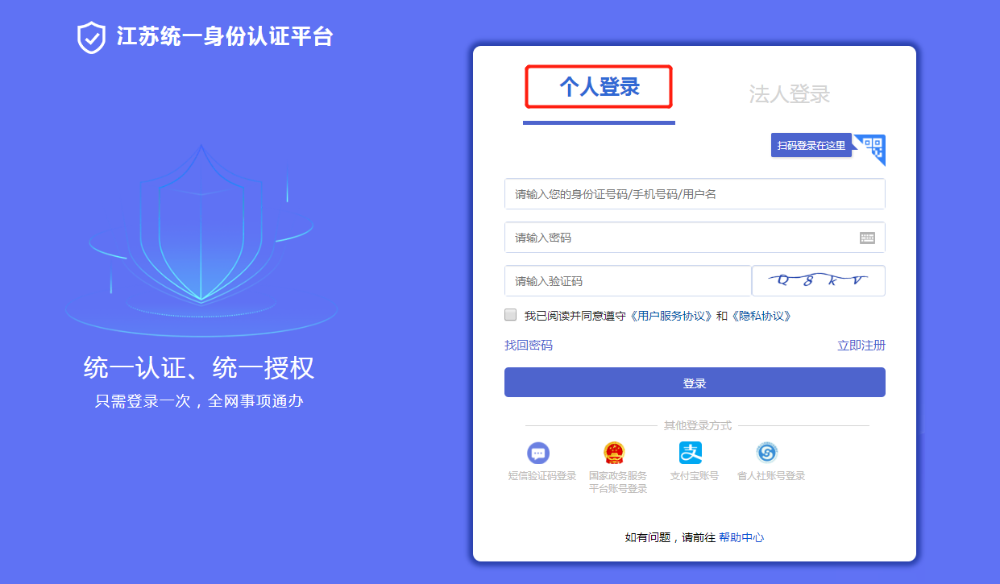 江苏统一身份认证平台
个人登录
法人登录
扫码登录在这里
请输入您的身份证号码/手机号码/用户名
请输入密码
请输入验证码
Q 8 k V
我已阅读并同意遵守《用户服务协议》和《隐私协议》
找回密码
立即注册
登录
统一认证、统一授权
只需登录一次，全网事项通办
其他登录方式
短信验证码登录
国家政务服务
平台账号登录
支付宝账号
省人社账号登录
如有问题，请前往 帮助中心